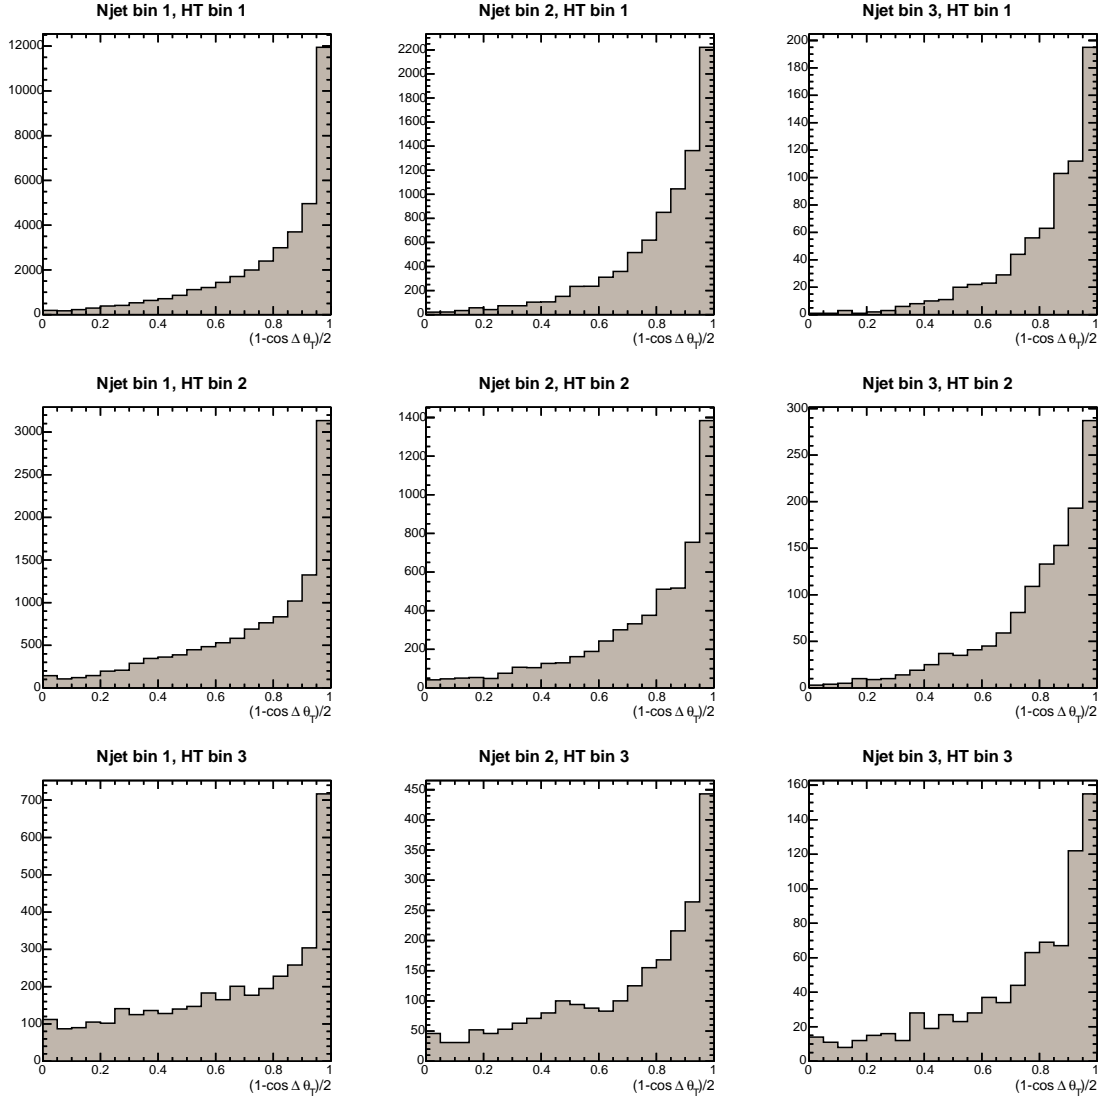 Njet bin 1, HT bin 1
12000
10000
8000
6000
4000
2000
0
0 0.2 0.4 0.6 0.8 1
(1-cos Δ θT)/2
Njet bin 2, HT bin 1
2200
2000
1800
1600
1400
1200
1000
800
600
400
200
0
0 0.2 0.4 0.6 0.8 1
(1-cos Δ θT)/2
Njet bin 3, HT bin 1
200
180
160
140
120
100
80
60
40
20
0
0 0.2 0.4 0.6 0.8 1
(1-cos Δ θT)/2
Njet bin 1, HT bin 2
3000
2500
2000
1500
1000
500
0
0 0.2 0.4 0.6 0.8 1
(1-cos Δ θT)/2
Njet bin 2, HT bin 2
1400
1200
1000
800
600
400
200
0
0 0.2 0.4 0.6 0.8 1
(1-cos Δ θT)/2
Njet bin 3, HT bin 2
300
250
200
150
100
50
0
0 0.2 0.4 0.6 0.8 1
(1-cos Δ θT)/2
Njet bin 1, HT bin 3
700
600
500
400
300
200
100
0
0 0.2 0.4 0.6 0.8 1
(1-cos Δ θT)/2
Njet bin 2, HT bin 3
450
400
350
300
250
200
150
100
50
0
0 0.2 0.4 0.6 0.8 1
(1-cos Δ θT)/2
Njet bin 3, HT bin 3
160
140
120
100
80
60
40
20
0
0 0.2 0.4 0.6 0.8 1
(1-cos Δ θT)/2